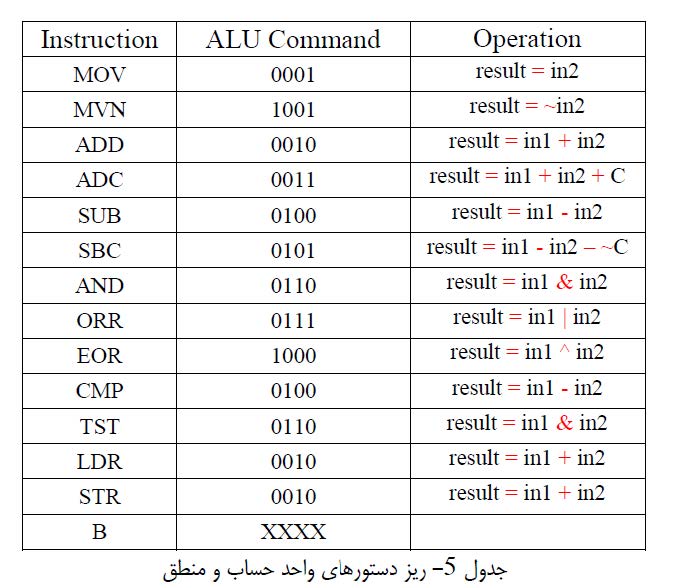 Instruction ALU Command Operation
MOV 0001 result = in2
MVN 1001 result = ~in2
ADD 0010 result = in1 + in2
ADC 0011 result = in1 + in2 + C
SUB 0100 result = in1 - in2
SBC 0101 result = in1 - in2 – ~C
AND 0110 result = in1 & in2
ORR 0111 result = in1 | in2
EOR 1000 result = in1 ^ in2
CMP 0100 result = in1 - in2
TST 0110 result = in1 & in2
LDR 0010 result = in1 + in2
STR 0010 result = in1 + in2
B XXXX
جدول 5- ریز دستورهای واحد حساب و منطق